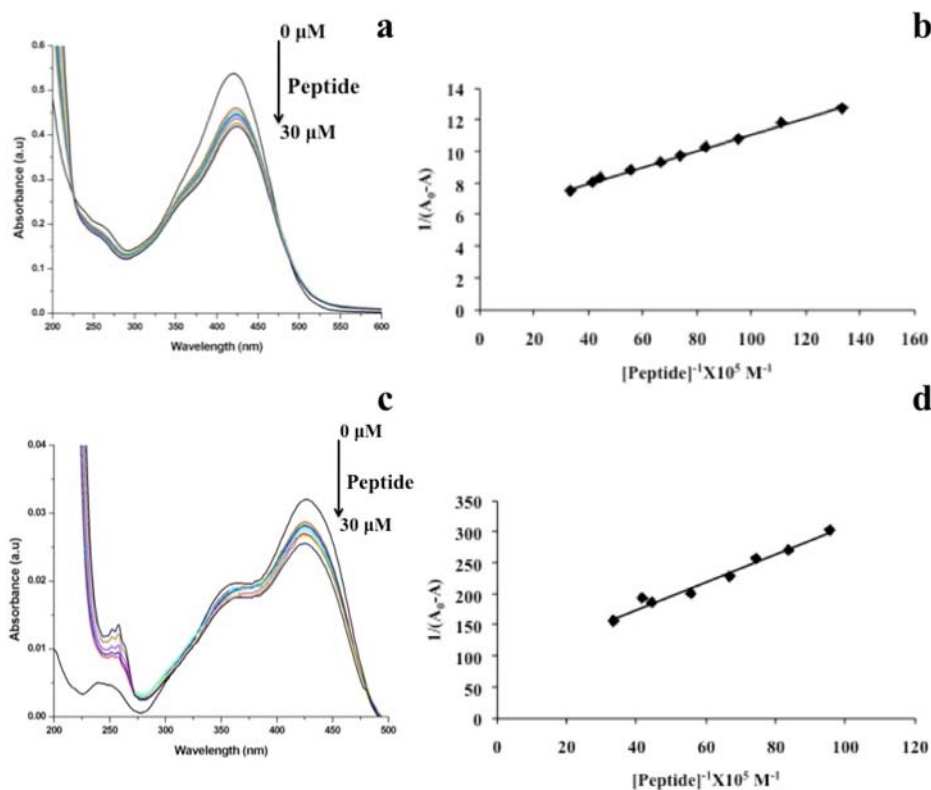 a
0 μM
Peptide
30 μM
0.6
0.5
0.4
0.3
0.2
0.1
0.0
Absorbance (a.u)
200 250 300 350 400 450 500 550 600
Wavelength (nm)
b
14
12
10
8
6
4
2
0
1/(A₀-A)
0 20 40 60 80 100 120 140 160
[Peptide]⁻¹X10⁵ M⁻¹
c
0 μM
Peptide
30 μM
0.04
0.03
0.02
0.01
0.00
Absorbance (a.u)
200 250 300 350 400 450 500
Wavelength (nm)
d
350
300
250
200
150
100
50
0
1/(A₀-A)
0 20 40 60 80 100 120
[Peptide]⁻¹X10⁵ M⁻¹